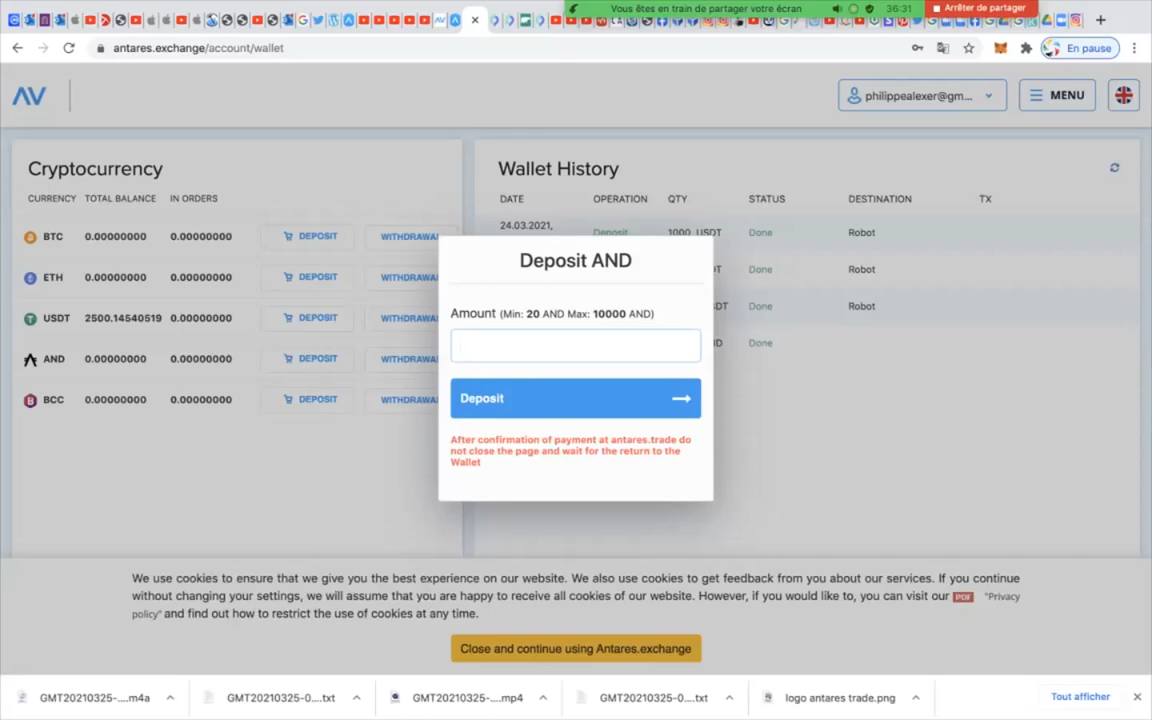 Vous êtes en train de partager votre écran
36:31
Arrêter de partager
antares.exchange/account/wallet
En pause
AV
philippealexer@gm...
MENU
Cryptocurrency
CURRENCY TOTAL BALANCE IN ORDERS
BTC 0.00000000 0.00000000 DEPOSIT WITHDRAWA
ETH 0.00000000 0.00000000 DEPOSIT WITHDRAWA
USDT 2500.14540519 0.00000000 DEPOSIT WITHDRAWA
AND 0.00000000 0.00000000 DEPOSIT WITHDRAWA
BCC 0.00000000 0.00000000 DEPOSIT WITHDRAWA
Wallet History
DATE OPERATION QTY STATUS DESTINATION TX
24.03.2021,
Deposit 1000 USDT Done Robot
DT Done Robot
DT Done Robot
D Done
Deposit AND
Amount (Min: 20 AND Max: 10000 AND)
Deposit
After confirmation of payment at antares.trade do
not close the page and wait for the return to the
Wallet
We use cookies to ensure that we give you the best experience on our website. We also use cookies to get feedback from you about our services. If you continue
without changing your settings, we will assume that you are happy to receive all cookies of our website. However, if you would like to, you can visit our PDF "Privacy
policy" and find out how to restrict the use of cookies at any time.
Close and continue using Antares.exchange
GMT20210325-....m4a
GMT20210325-0....txt
GMT20210325-....mp4
GMT20210325-0....txt
logo antares trade.png
Tout afficher